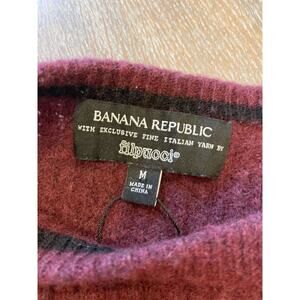 BANANA REPUBLIC
WITH EXCLUSIVE FINE ITALIAN YARN BY
filpucci®
M
MADE IN
CHINA